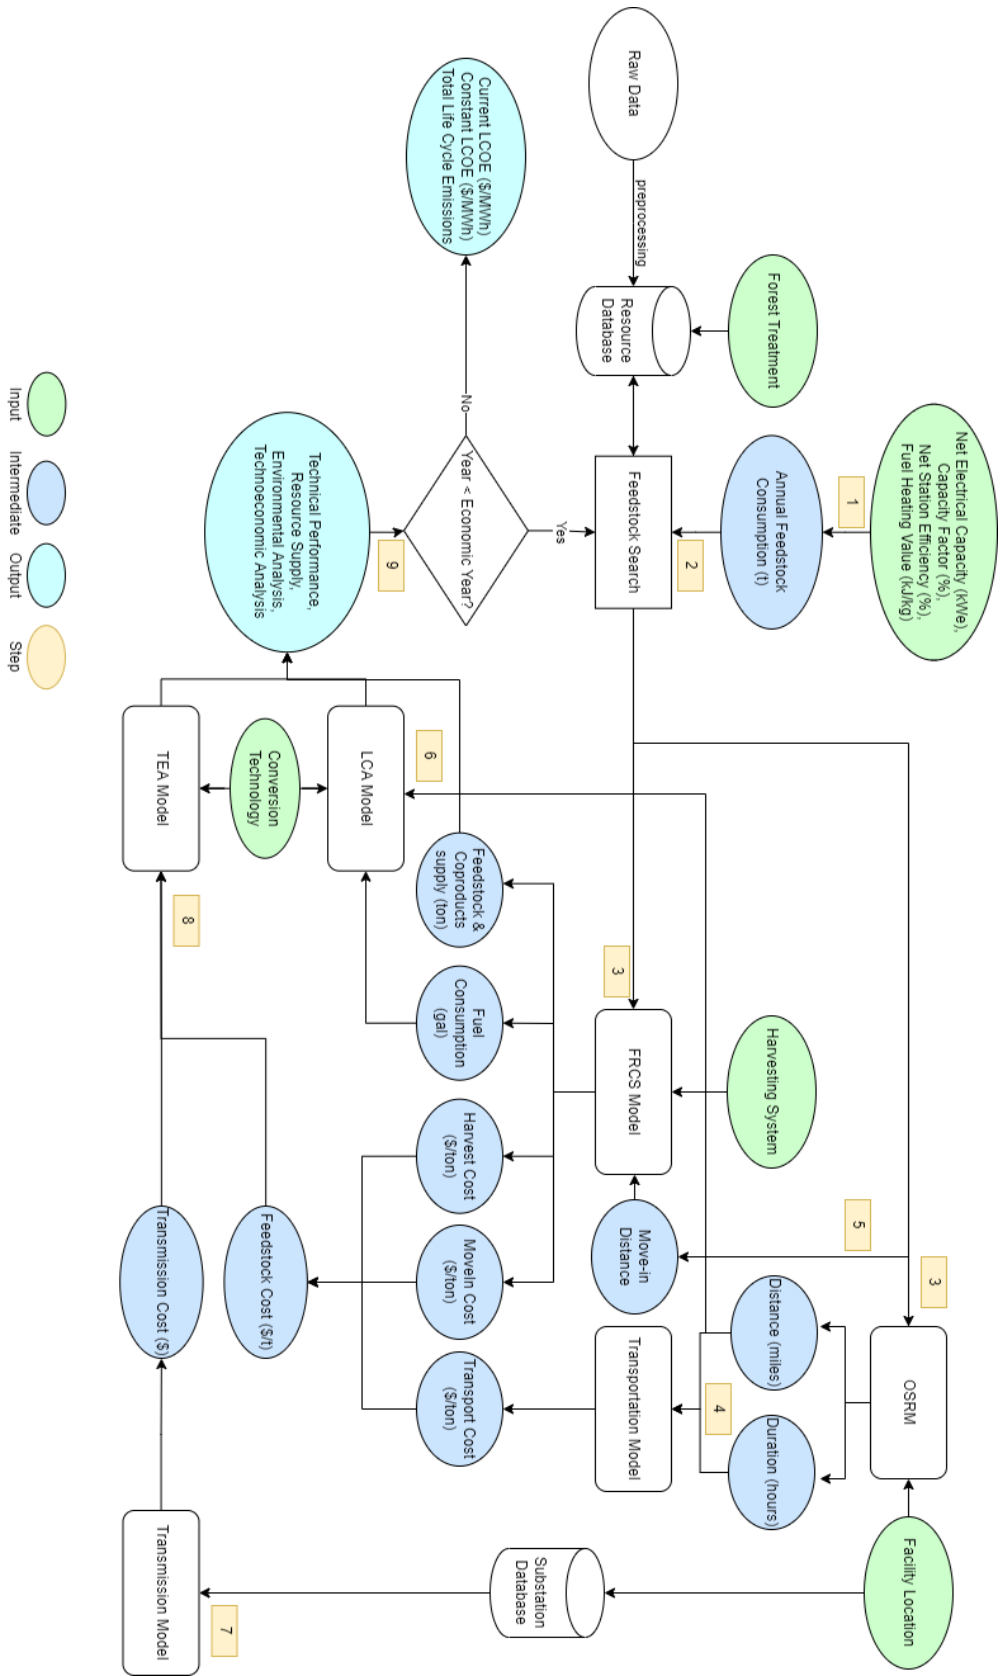 Raw Data
preprocessing
Resource
Database
Forest Treatment
Net Electrical Capacity (kWe),
Capacity Factor (%),
Net Station Efficiency (%),
Fuel Heating Value (kJ/kg)
1
Annual Feedstock
Consumption (t)
2
Feedstock Search
Yes
Year < Economic Year?
No
Current LCOE ($/MWh)
Constant LCOE ($/MWh)
Total Life Cycle Emissions
9
Technical Performance,
Resource Supply,
Environmental Analysis,
Technoeconomic Analysis
3
OSRM
Facility Location
5
Distance (miles)
Duration (hours)
4
Harvesting System
3
FRCS Model
Move-in
Distance
Transportation Model
6
Feedstock &
Coproducts
supply (ton)
Fuel
Consumption
(gal)
Harvest Cost
($/ton)
MoveIn Cost
($/ton)
Transport Cost
($/ton)
LCA Model
Conversion
Technology
TEA Model
8
Feedstock Cost ($/t)
Transmission Cost ($)
Substation
Database
7
Transmission Model
Input
Intermediate
Output
Step